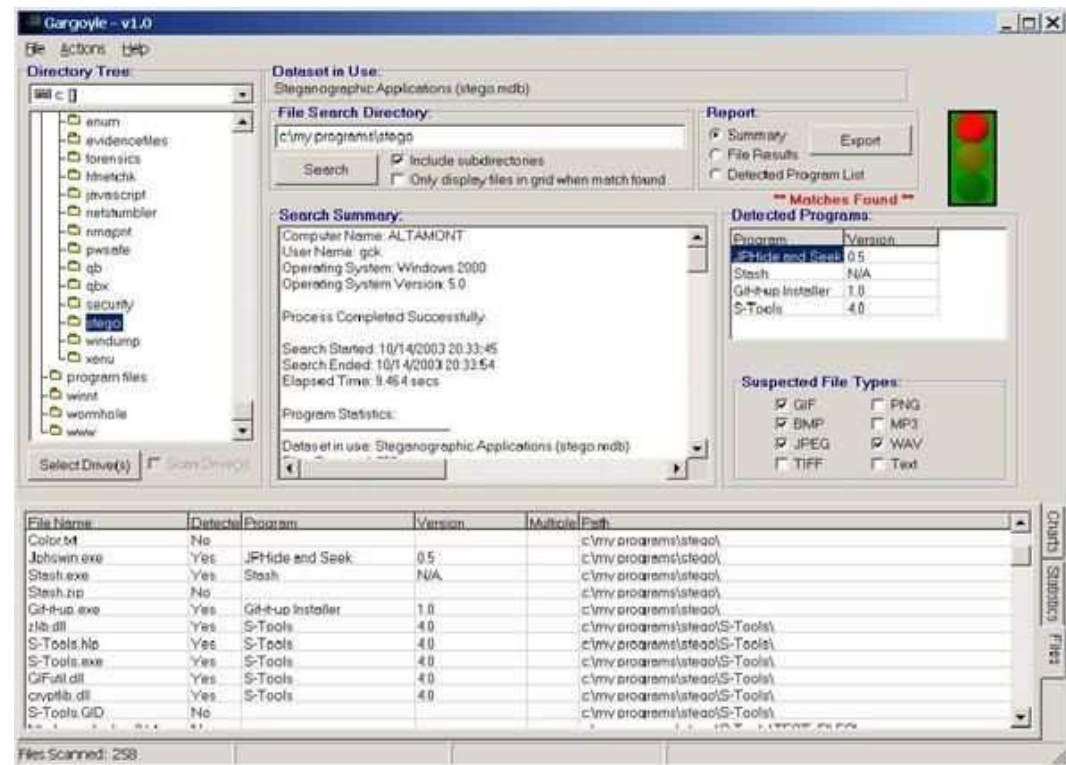 Gargoyle - v1.0
File Actions Help
Directory Tree:
c []
enum
evidencefiles
forensics
hfnetchk
javascript
netstumbler
nmapnt
pwsafe
qb
qbx
security
stego
windump
xenu
program files
winnt
wormhole
www
Select Drive(s)
Scan Drive(s)
Dataset in Use:
Steganographic Applications (stego.mdb)
File Search Directory:
c:\my programs\stego
Search
Include subdirectories
Only display files in grid when match found
Report:
Summary
File Results
Detected Program List
Export
** Matches Found **
Search Summary:
Computer Name: ALTAMONT
User Name: gck
Operating System: Windows 2000
Operating System Version: 5.0
Process Completed Successfully
Search Started: 10/14/2003 20:33:45
Search Ended: 10/14/2003 20:33:54
Elapsed Time: 9.464 secs
Program Statistics:
Dataset in use: Steganographic Applications (stego.mdb)
Detected Programs:
Program Version
JPHide and Seek 0.5
Stash N/A
Gif-it-up Installer 1.0
S-Tools 4.0
Suspected File Types:
GIF PNG
BMP MP3
JPEG WAV
TIFF Text
File Name Detecte Program Version Multiple Path
Color.txt No c:\my programs\stego\
Jphswin.exe Yes JPHide and Seek 0.5 c:\my programs\stego\
Stash.exe Yes Stash N/A c:\my programs\stego\
Stash.zip No c:\my programs\stego\
Gif-it-up.exe Yes Gif-it-up Installer 1.0 c:\my programs\stego\
zlib.dll Yes S-Tools 4.0 c:\my programs\stego\S-Tools\
S-Tools.hlp Yes S-Tools 4.0 c:\my programs\stego\S-Tools\
S-Tools.exe Yes S-Tools 4.0 c:\my programs\stego\S-Tools\
GIFutil.dll Yes S-Tools 4.0 c:\my programs\stego\S-Tools\
cryptlib.dll Yes S-Tools 4.0 c:\my programs\stego\S-Tools\
S-Tools.GID No c:\my programs\stego\S-Tools\
Charts
Statistics
Files
Files Scanned: 258